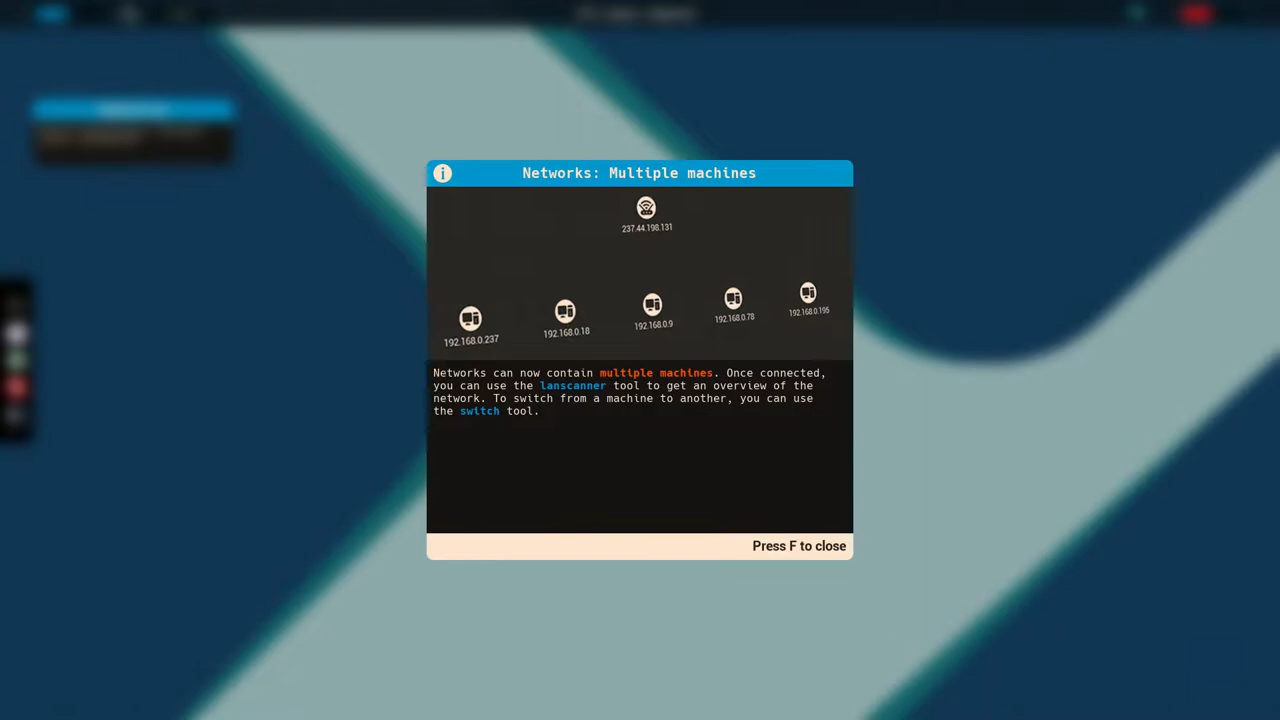 Networks: Multiple machines
237.44.198.131
192.168.0.237
192.168.0.18
192.168.0.9
192.168.0.78
192.168.0.195
Networks can now contain multiple machines. Once connected,
you can use the lanscanner tool to get an overview of the
network. To switch from a machine to another, you can use
the switch tool.
Press F to close